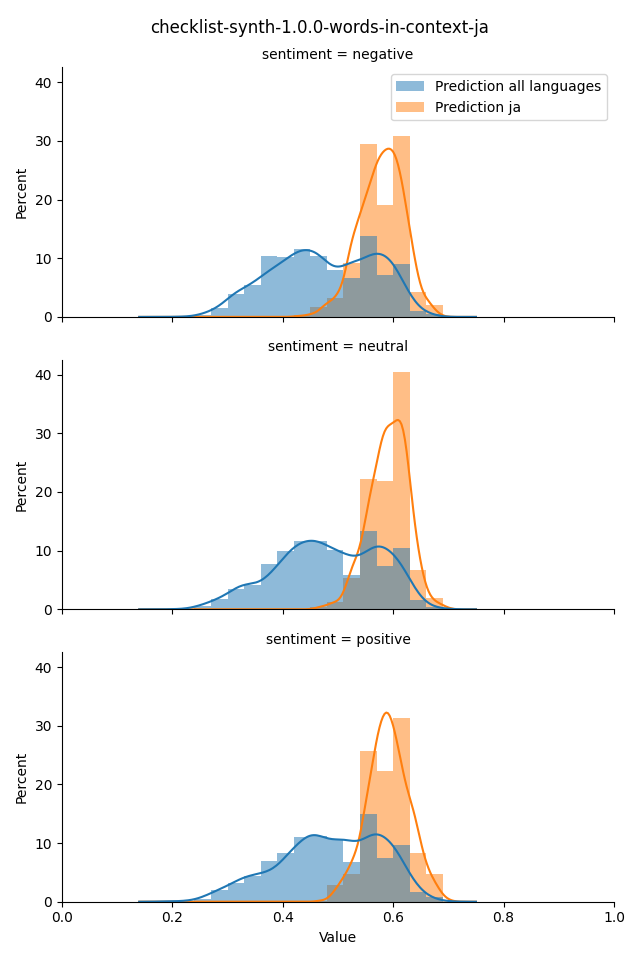 checklist-synth-1.0.0-words-in-context-ja
sentiment = negative
40
30
20
10
0
Percent
Prediction all languages
Prediction ja
sentiment = neutral
40
30
20
10
0
Percent
sentiment = positive
40
30
20
10
0
Percent
0.0 0.2 0.4 0.6 0.8 1.0
Value